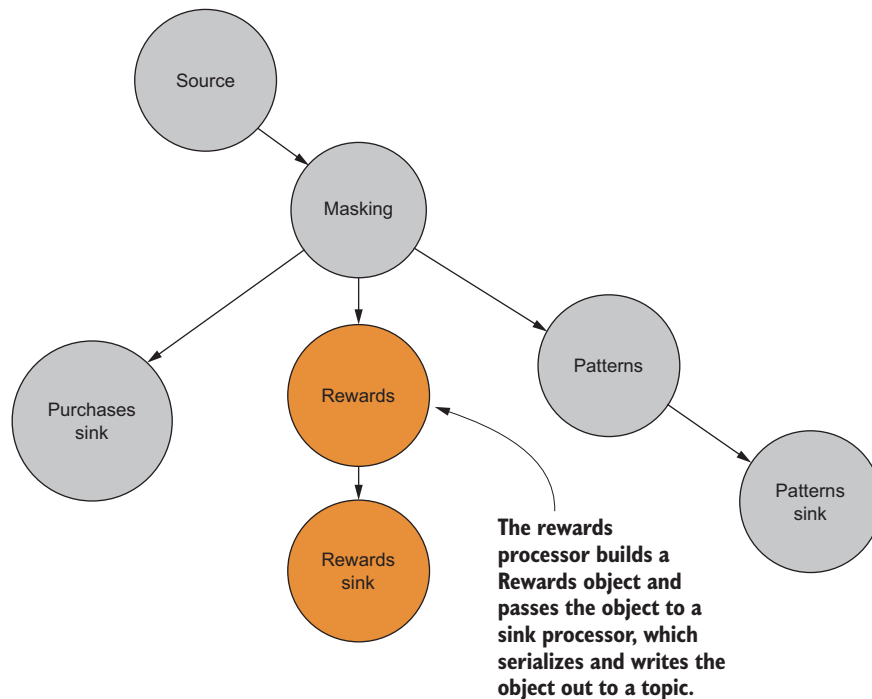 Source
Masking
Patterns
Purchases
sink
Rewards
Patterns
sink
Rewards
sink
The rewards
processor builds a
Rewards object and
passes the object to a
sink processor, which
serializes and writes the
object out to a topic.